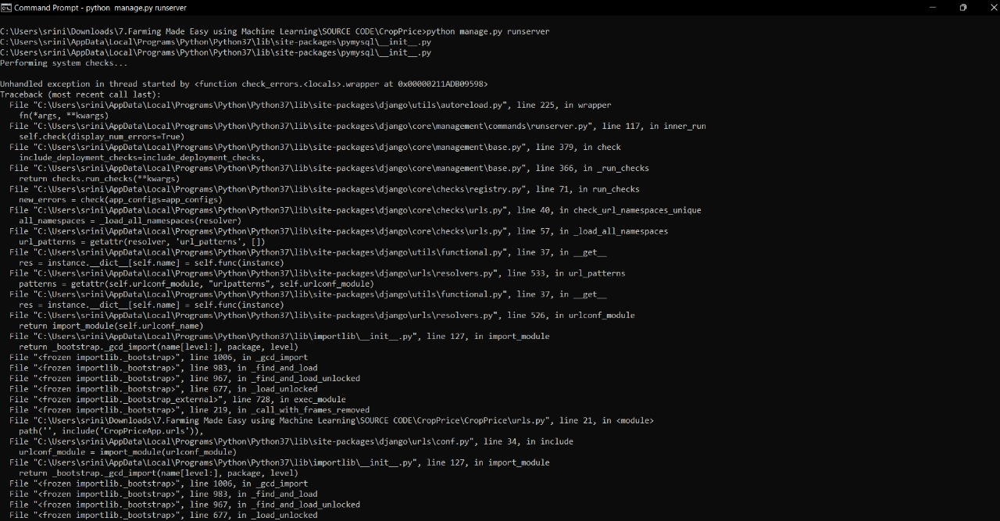 Command Prompt - python  manage.py runserver
C:\Users\srini\Downloads\7.Farming Made Easy using Machine Learning\SOURCE CODE\CropPrice>python manage.py runserver
C:\Users\srini\AppData\Local\Programs\Python\Python37\lib\site-packages\pymysql\__init__.py
C:\Users\srini\AppData\Local\Programs\Python\Python37\lib\site-packages\pymysql\__init__.py
Performing system checks...
Unhandled exception in thread started by <function check_errors.<locals>.wrapper at 0x00000211ADB09598>
Traceback (most recent call last):
  File "C:\Users\srini\AppData\Local\Programs\Python\Python37\lib\site-packages\django\utils\autoreload.py", line 225, in wrapper
    fn(*args, **kwargs)
  File "C:\Users\srini\AppData\Local\Programs\Python\Python37\lib\site-packages\django\core\management\commands\runserver.py", line 117, in inner_run
    self.check(display_num_errors=True)
  File "C:\Users\srini\AppData\Local\Programs\Python\Python37\lib\site-packages\django\core\management\base.py", line 379, in check
    include_deployment_checks=include_deployment_checks,
  File "C:\Users\srini\AppData\Local\Programs\Python\Python37\lib\site-packages\django\core\management\base.py", line 366, in _run_checks
    return checks.run_checks(**kwargs)
  File "C:\Users\srini\AppData\Local\Programs\Python\Python37\lib\site-packages\django\core\checks\registry.py", line 71, in run_checks
    new_errors = check(app_configs=app_configs)
  File "C:\Users\srini\AppData\Local\Programs\Python\Python37\lib\site-packages\django\core\checks\urls.py", line 40, in check_url_namespaces_unique
    all_namespaces = _load_all_namespaces(resolver)
  File "C:\Users\srini\AppData\Local\Programs\Python\Python37\lib\site-packages\django\core\checks\urls.py", line 57, in _load_all_namespaces
    url_patterns = getattr(resolver, 'url_patterns', [])
  File "C:\Users\srini\AppData\Local\Programs\Python\Python37\lib\site-packages\django\utils\functional.py", line 37, in __get__
    res = instance.__dict__[self.name] = self.func(instance)
  File "C:\Users\srini\AppData\Local\Programs\Python\Python37\lib\site-packages\django\urls\resolvers.py", line 533, in url_patterns
    patterns = getattr(self.urlconf_module, "urlpatterns", self.urlconf_module)
  File "C:\Users\srini\AppData\Local\Programs\Python\Python37\lib\site-packages\django\utils\functional.py", line 37, in __get__
    res = instance.__dict__[self.name] = self.func(instance)
  File "C:\Users\srini\AppData\Local\Programs\Python\Python37\lib\site-packages\django\urls\resolvers.py", line 526, in urlconf_module
    return import_module(self.urlconf_name)
  File "C:\Users\srini\AppData\Local\Programs\Python\Python37\lib\importlib\__init__.py", line 127, in import_module
    return _bootstrap._gcd_import(name[level:], package, level)
  File "<frozen importlib._bootstrap>", line 1006, in _gcd_import
  File "<frozen importlib._bootstrap>", line 983, in _find_and_load
  File "<frozen importlib._bootstrap>", line 967, in _find_and_load_unlocked
  File "<frozen importlib._bootstrap>", line 677, in _load_unlocked
  File "<frozen importlib._bootstrap_external>", line 728, in exec_module
  File "<frozen importlib._bootstrap>", line 219, in _call_with_frames_removed
  File "C:\Users\srini\Downloads\7.Farming Made Easy using Machine Learning\SOURCE CODE\CropPrice\CropPrice\urls.py", line 21, in <module>
    path('', include('CropPriceApp.urls')),
  File "C:\Users\srini\AppData\Local\Programs\Python\Python37\lib\site-packages\django\urls\conf.py", line 34, in include
    urlconf_module = import_module(urlconf_module)
  File "C:\Users\srini\AppData\Local\Programs\Python\Python37\lib\importlib\__init__.py", line 127, in import_module
    return _bootstrap._gcd_import(name[level:], package, level)
  File "<frozen importlib._bootstrap>", line 1006, in _gcd_import
  File "<frozen importlib._bootstrap>", line 983, in _find_and_load
  File "<frozen importlib._bootstrap>", line 967, in _find_and_load_unlocked
  File "<frozen importlib._bootstrap>", line 677, in _load_unlocked